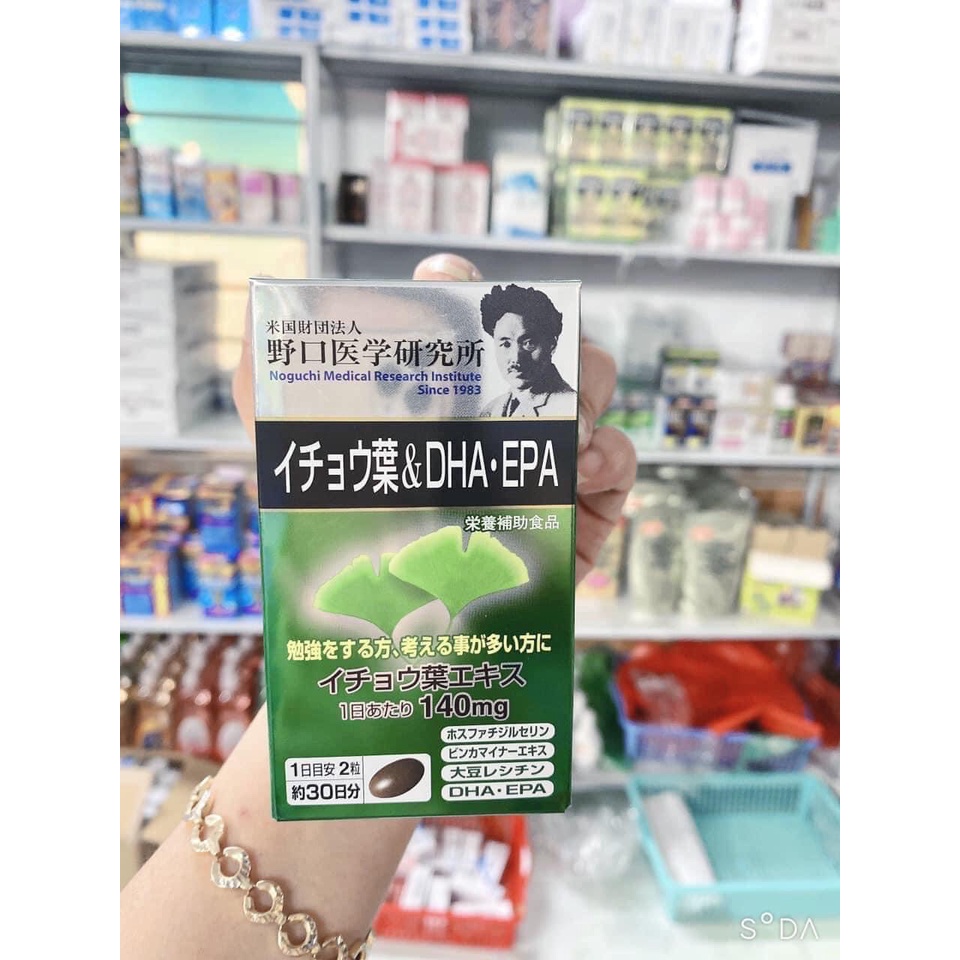 米国財団法人
野口医学研究所
Noguchi Medical Research Institute
Since 1983
イチョウ葉&DHA・EPA
栄養補助食品
勉強をする方、考える事が多い方に
イチョウ葉エキス
1日あたり 140mg
ホスファチジルセリン
ビンカマイナーエキス
大豆レシチン
DHA・EPA
1日目安 2粒
約30日分
SODA